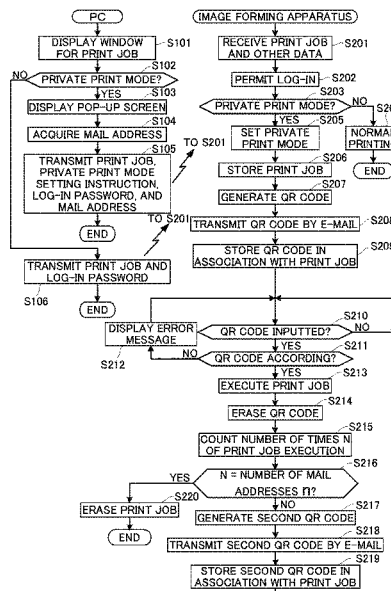 PC
DISPLAY WINDOW
FOR PRINT JOB
S101
S102
NO
PRIVATE PRINT MODE?
YES
S103
DISPLAY POP-UP SCREEN
S104
ACQUIRE MAIL ADDRESS
S105
TO S201
TRANSMIT PRINT JOB,
PRIVATE PRINT MODE
SETTING INSTRUCTION,
LOG-IN PASSWORD, AND
MAIL ADDRESS
END
TO S201
TRANSMIT PRINT JOB AND
LOG-IN PASSWORD
S106
END
IMAGE FORMING APPARATUS
RECEIVE PRINT JOB
AND OTHER DATA
S201
PERMIT LOG-IN
S202
S203
PRIVATE PRINT MODE?
NO
YES
S205
SET PRIVATE
PRINT MODE
NORMAL
PRINTING
END
S206
STORE PRINT JOB
S207
GENERATE QR CODE
S208
TRANSMIT QR CODE BY E-MAIL
S209
STORE QR CODE IN
ASSOCIATION WITH PRINT JOB
DISPLAY ERROR
MESSAGE
S212
S210
QR CODE INPUTTED?
NO
YES
S211
NO
QR CODE ACCORDING?
YES
S213
EXECUTE PRINT JOB
S214
ERASE QR CODE
S215
COUNT NUMBER OF TIMES N
OF PRINT JOB EXECUTION
S216
YES
N = NUMBER OF MAIL
ADDRESSES n?
S220
ERASE PRINT JOB
END
NO
S217
GENERATE SECOND QR CODE
S218
TRANSMIT SECOND QR CODE BY E-MAIL
S219
STORE SECOND QR CODE IN
ASSOCIATION WITH PRINT JOB